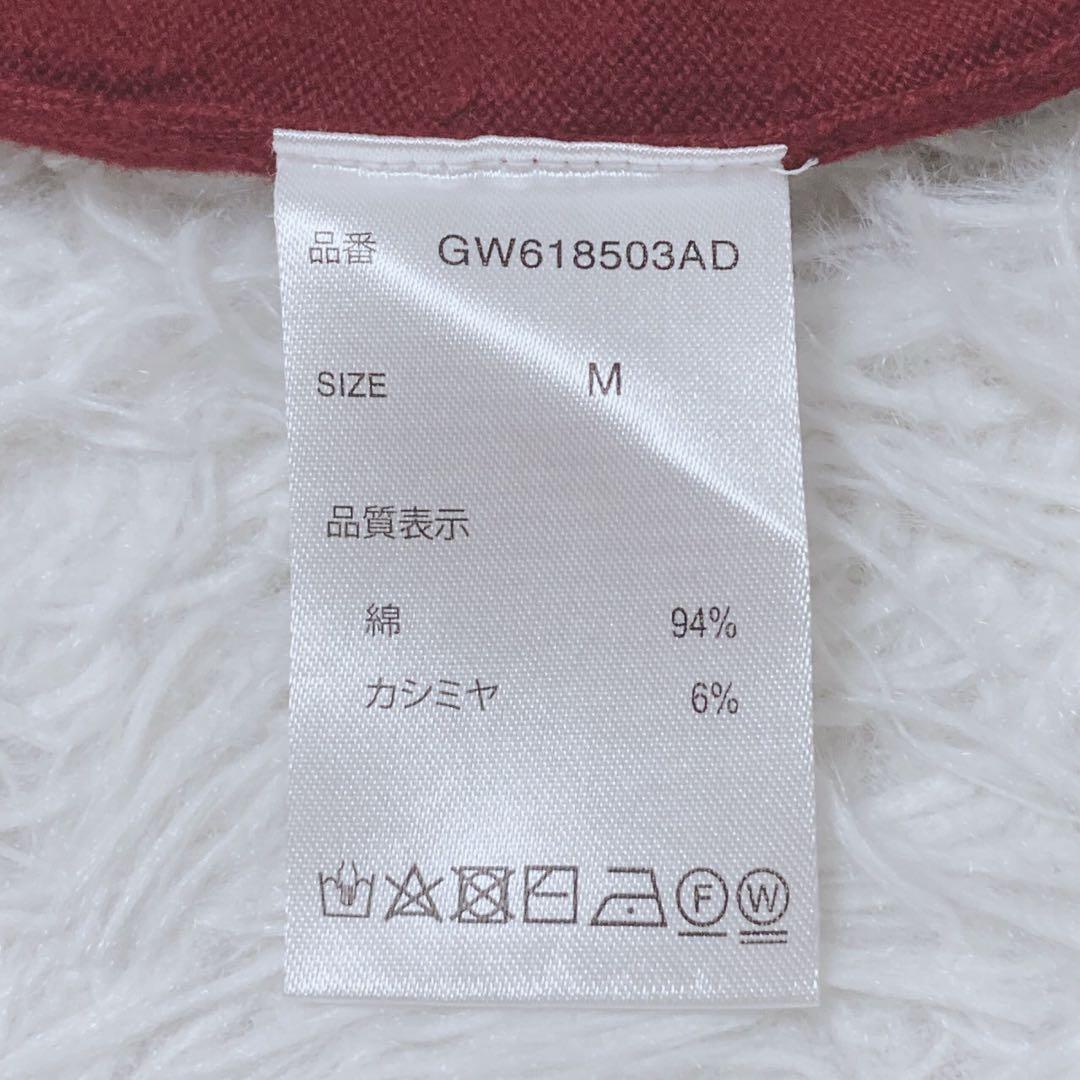 品番 GW618503AD
SIZE M
品質表示
綿 94%
カシミヤ 6%
F W